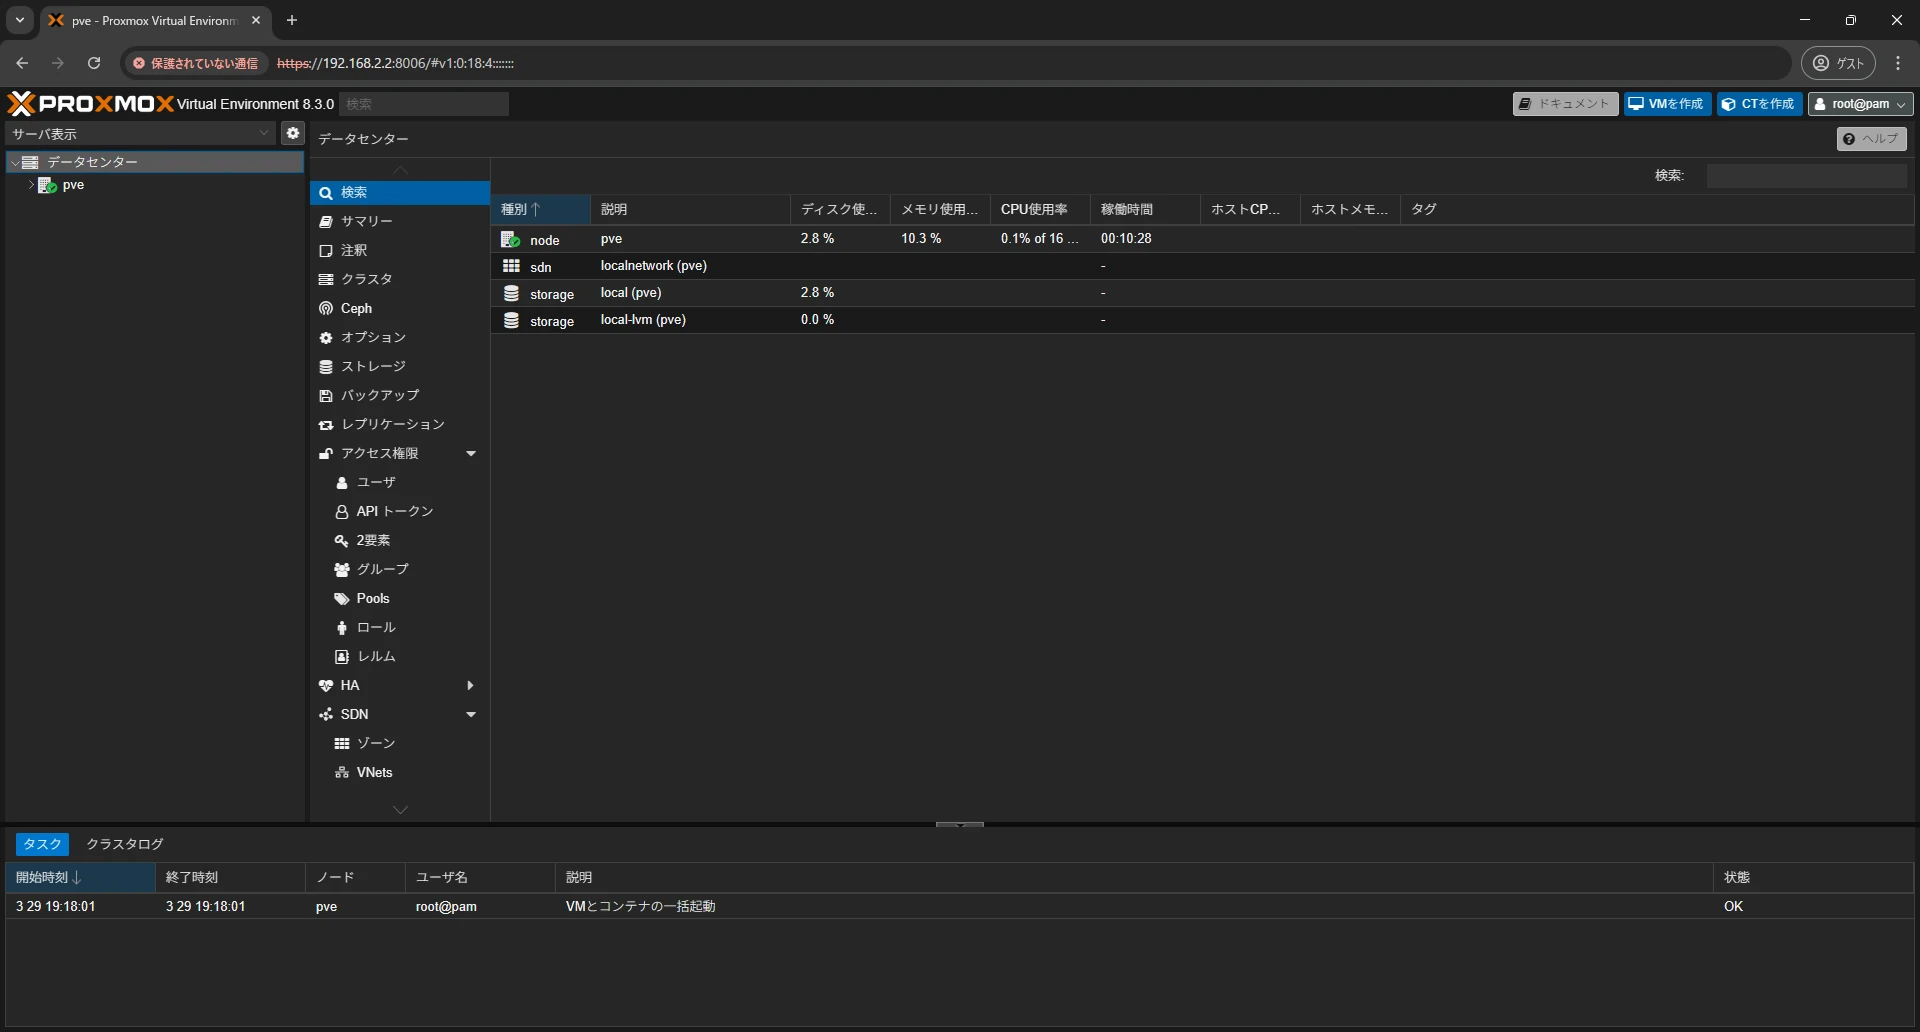 pve - Proxmox Virtual Environm
保護されていない通信 https://192.168.2.2:8006/#v1:0:18:4:::::::
ゲスト
PROXMOX Virtual Environment 8.3.0 検索
ドキュメント VMを作成 CTを作成 root@pam
サーバ表示
データセンター
ヘルプ
データセンター
pve
検索:
検索
サマリー
注釈
クラスタ
Ceph
オプション
ストレージ
バックアップ
レプリケーション
アクセス権限
ユーザ
API トークン
2要素
グループ
Pools
ロール
レルム
HA
SDN
ゾーン
VNets
種別 説明 ディスク使... メモリ使用... CPU使用率 稼働時間 ホストCP... ホストメモ... タグ
node pve 2.8 % 10.3 % 0.1% of 16 ... 00:10:28
sdn localnetwork (pve) -
storage local (pve) 2.8 % -
storage local-lvm (pve) 0.0 % -
タスク クラスタログ
開始時刻 終了時刻 ノード ユーザ名 説明 状態
3 29 19:18:01 3 29 19:18:01 pve root@pam VMとコンテナの一括起動 OK